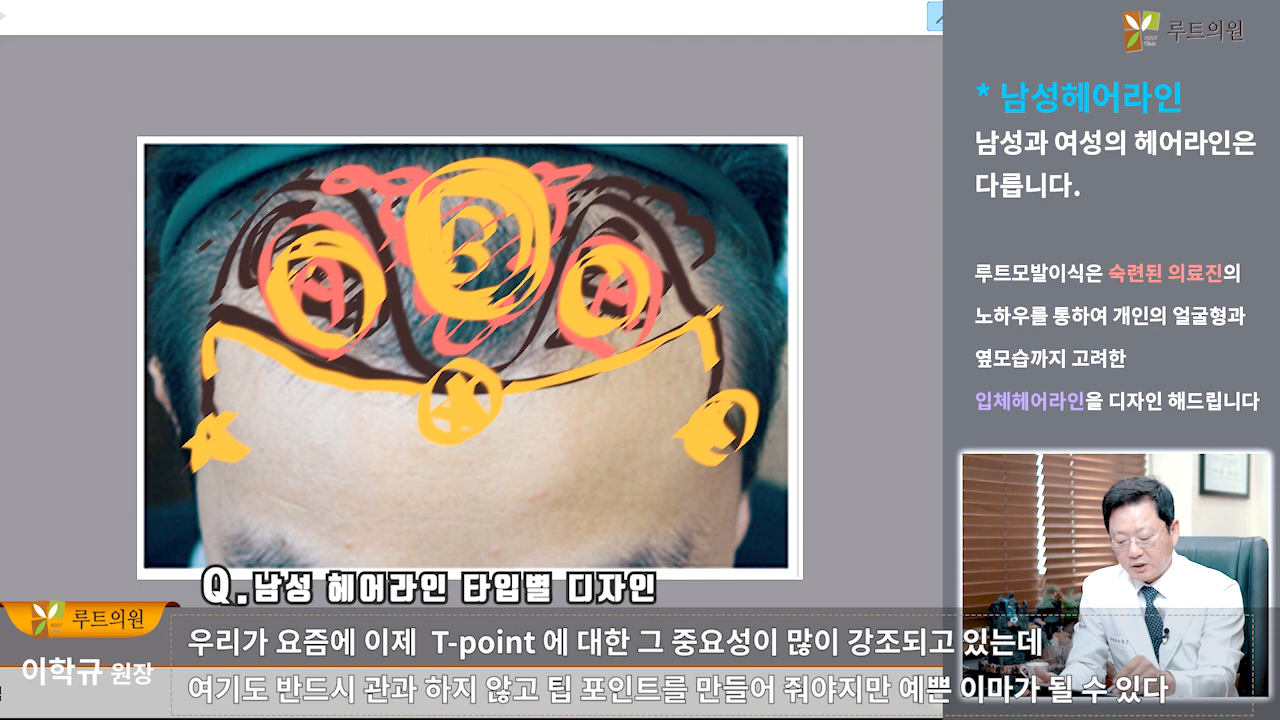 루트의원
* 남성헤어라인
남성과 여성의 헤어라인은
다릅니다.
루트모발이식은 숙련된 의료진의
노하우를 통하여 개인의 얼굴형과
옆모습까지 고려한
입체헤어라인을 디자인 해드립니다
A
B
A
Q.남성 헤어라인 타입별 디자인
루트의원
이학규 원장
우리가 요즘에 이제 T-point 에 대한 그 중요성이 많이 강조되고 있는데
여기도 반드시 관과 하지 않고 팁 포인트를 만들어 줘야지만 예쁜 이마가 될 수 있다